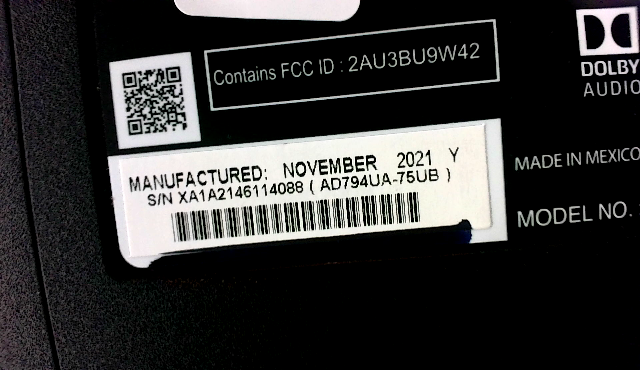 Contains FCC ID : 2AU3BU9W42
DOLBY
AUDIO
MANUFACTURED: NOVEMBER 2021 Y
S/N XA1A2146114088 ( AD794UA-75UB )
MADE IN MEXICO
MODEL NO.